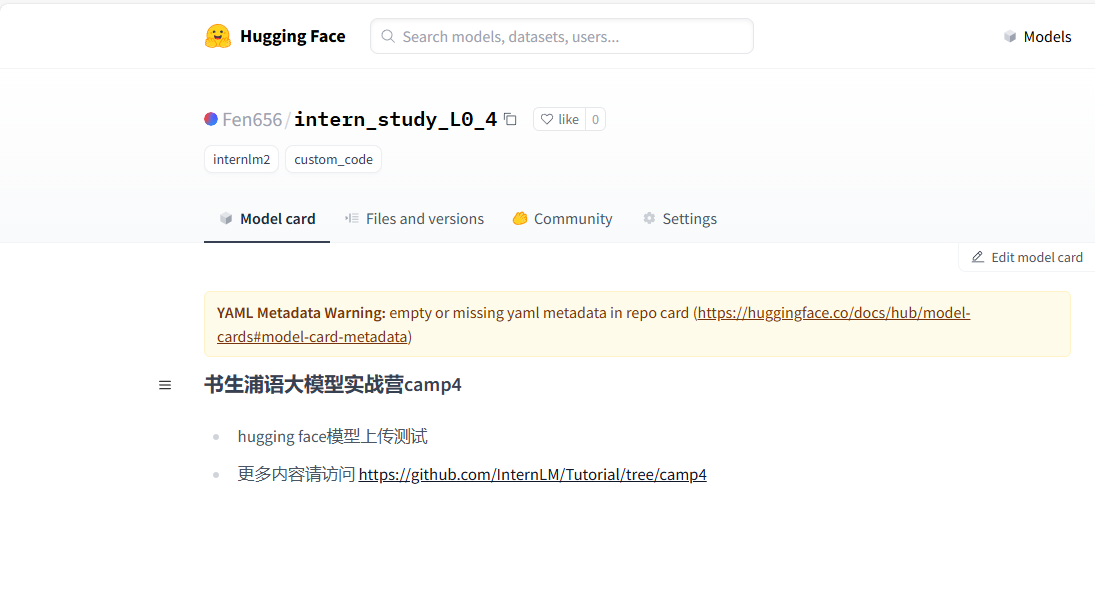 Hugging Face
Search models, datasets, users...
Models
Fen656/intern_study_L0_4
like 0
internlm2 custom_code
Model card Files and versions Community Settings
Edit model card
YAML Metadata Warning: empty or missing yaml metadata in repo card (https://huggingface.co/docs/hub/model-
cards#model-card-metadata)
书生浦语大模型实战营camp4
hugging face模型上传测试
更多内容请访问 https://github.com/InternLM/Tutorial/tree/camp4